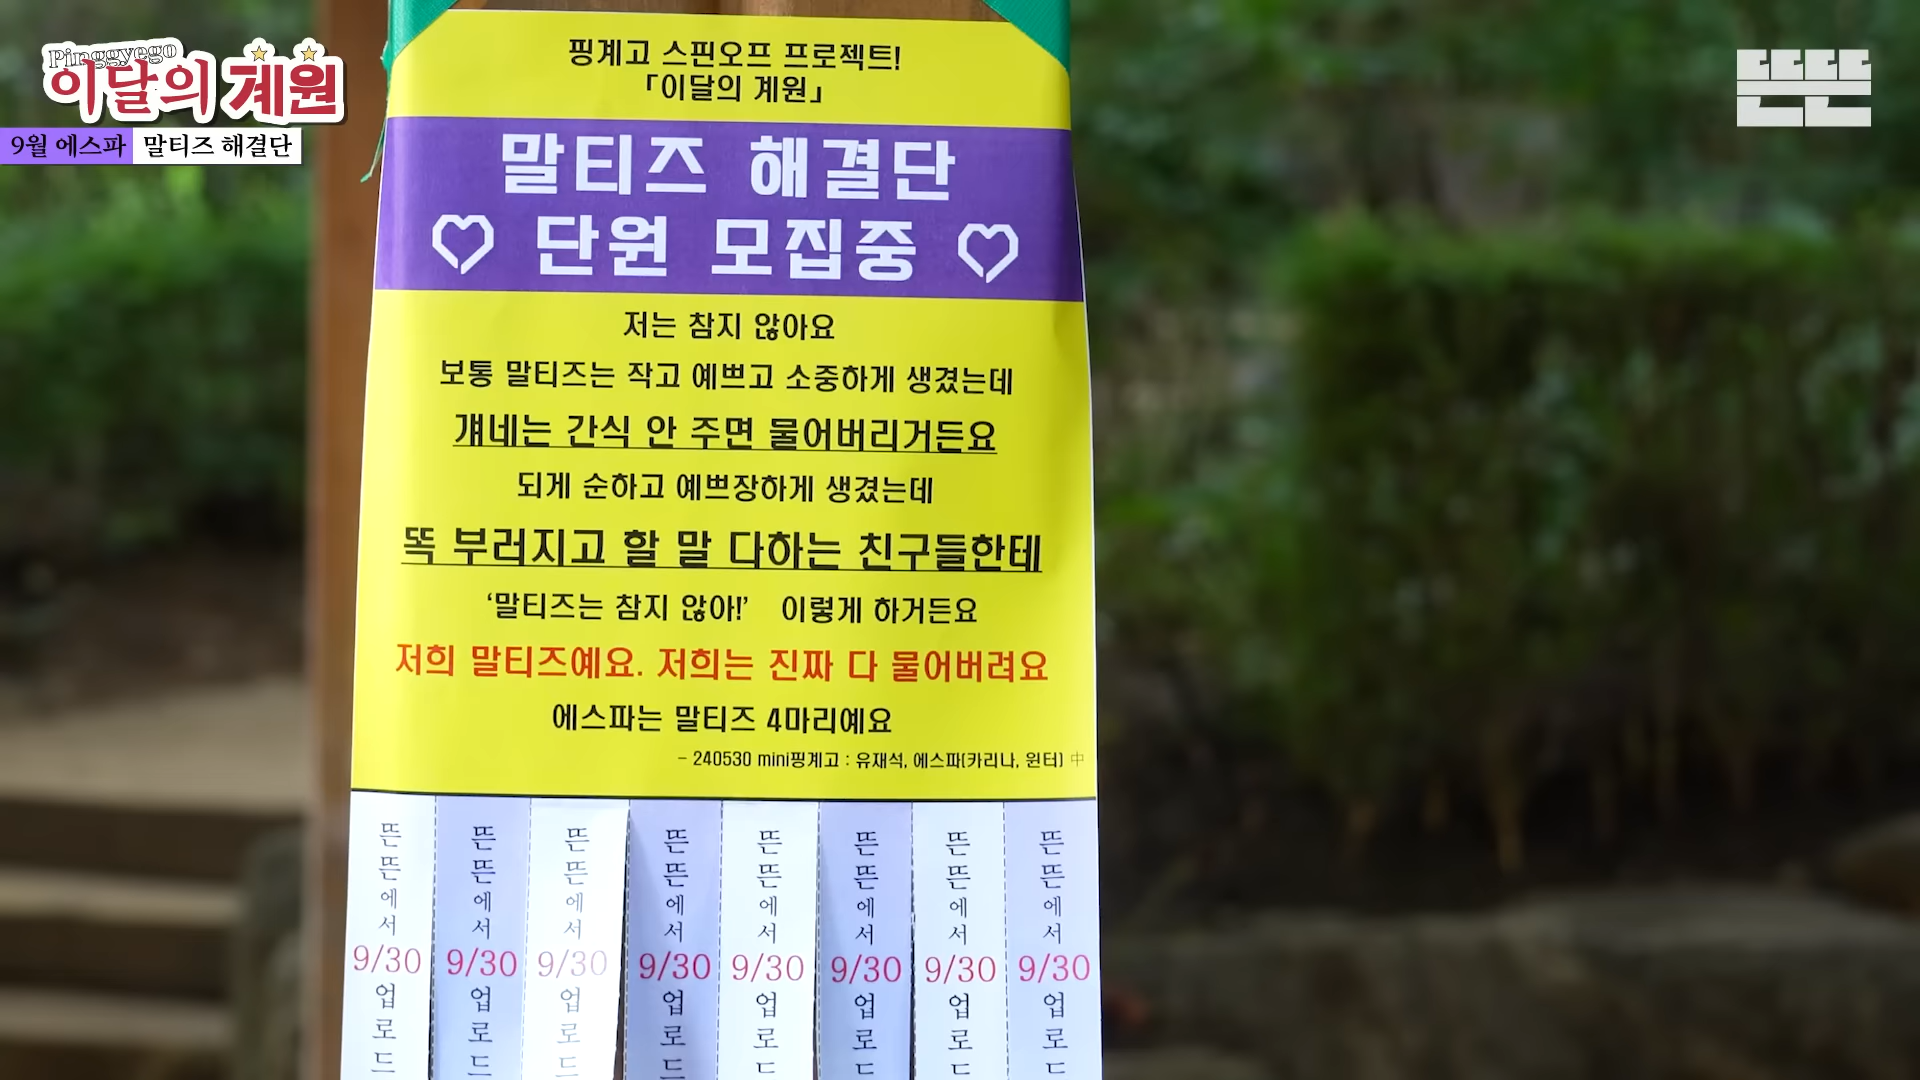 Pinggyego
이달의 계원
9월 에스파 말티즈 해결단
뜬뜬
핑계고 스핀오프 프로젝트!
「이달의 계원」
말티즈 해결단
♡ 단원 모집중 ♡
저는 참지 않아요
보통 말티즈는 작고 예쁘고 소중하게 생겼는데
걔네는 간식 안 주면 물어버리거든요
되게 순하고 예쁘장하게 생겼는데
똑 부러지고 할 말 다하는 친구들한테
‘말티즈는 참지 않아!’ 이렇게 하거든요
저희 말티즈예요. 저희는 진짜 다 물어버려요
에스파는 말티즈 4마리예요
- 240530 mini핑계고 : 유재석, 에스파(카리나, 윈터) 中
뜬뜬에서 9/30 업로드
뜬뜬에서 9/30 업로드
뜬뜬에서 9/30 업로드
뜬뜬에서 9/30 업로드
뜬뜬에서 9/30 업로드
뜬뜬에서 9/30 업로드
뜬뜬에서 9/30 업로드
뜬뜬에서 9/30 업로드